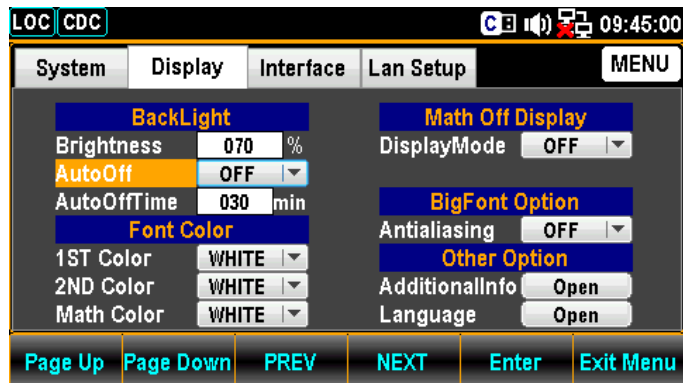 LOC CDC C 09:45:00
System Display Interface Lan Setup MENU
BackLight
Brightness 070 %
AutoOff OFF
AutoOffTime 030 min
Font Color
1ST Color WHITE
2ND Color WHITE
Math Color WHITE
Math Off Display
DisplayMode OFF
BigFont Option
Antialiasing OFF
Other Option
AdditionalInfo Open
Language Open
Page Up Page Down PREV NEXT Enter Exit Menu